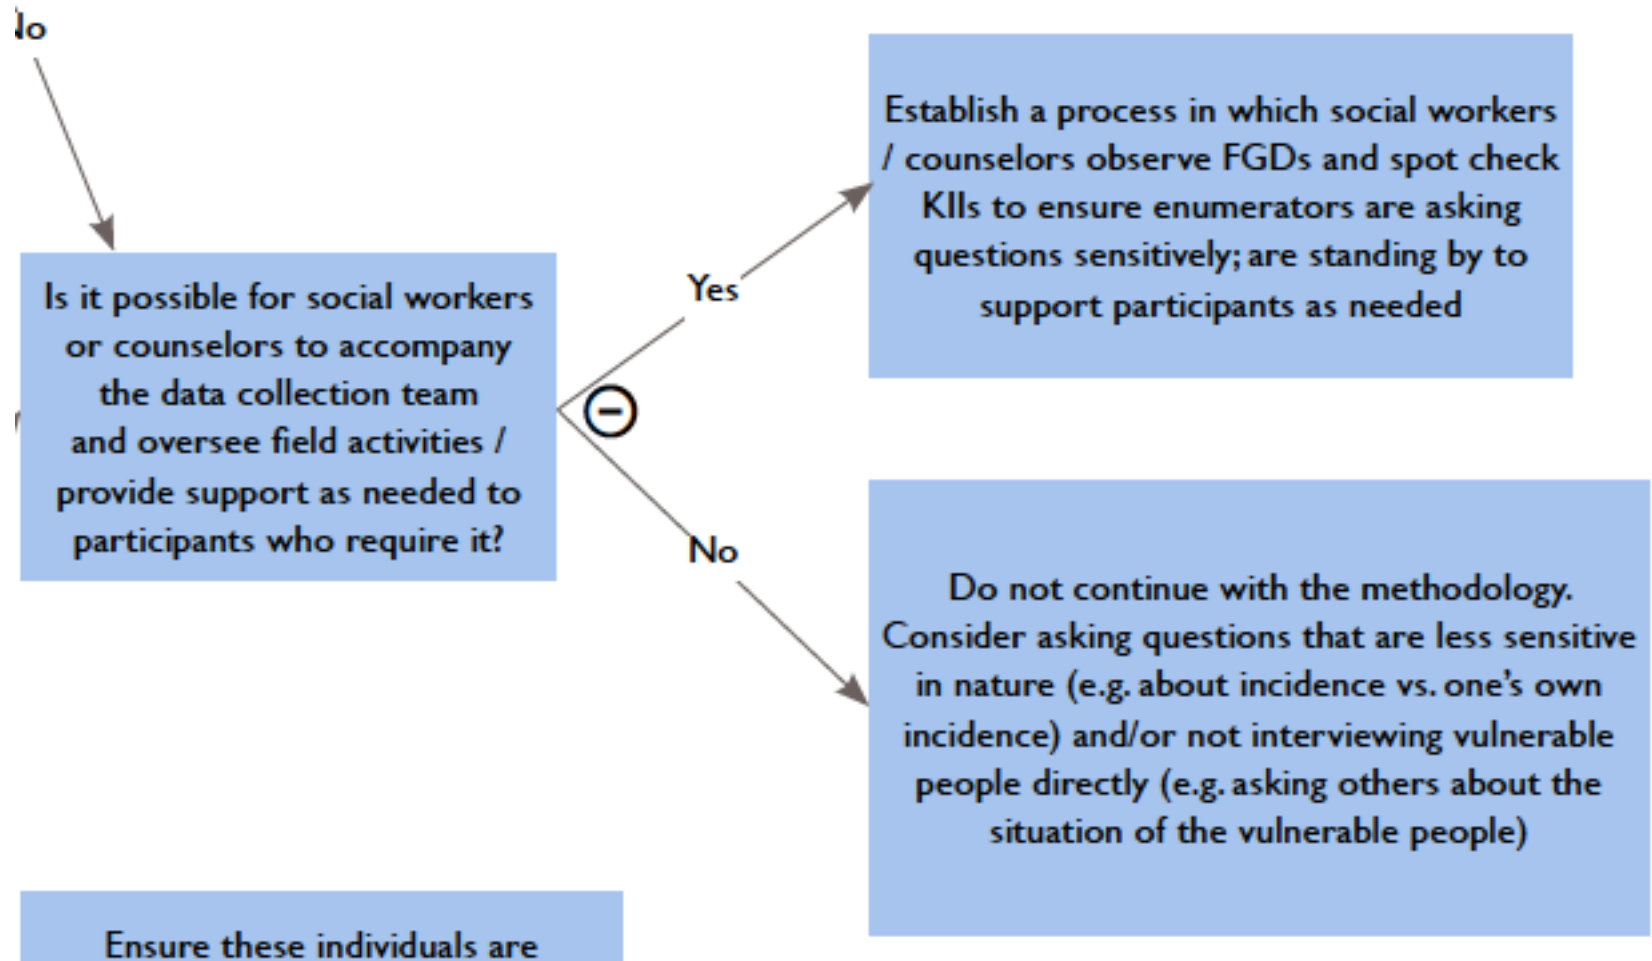 No
Establish a process in which social workers
/ counselors observe FGDs and spot check
KIIs to ensure enumerators are asking
questions sensitively; are standing by to
support participants as needed
Is it possible for social workers
or counselors to accompany
the data collection team
and oversee field activities /
provide support as needed to
participants who require it?
Yes
No
Do not continue with the methodology.
Consider asking questions that are less sensitive
in nature (e.g. about incidence vs. one’s own
incidence) and/or not interviewing vulnerable
people directly (e.g. asking others about the
situation of the vulnerable people)
Ensure these individuals are